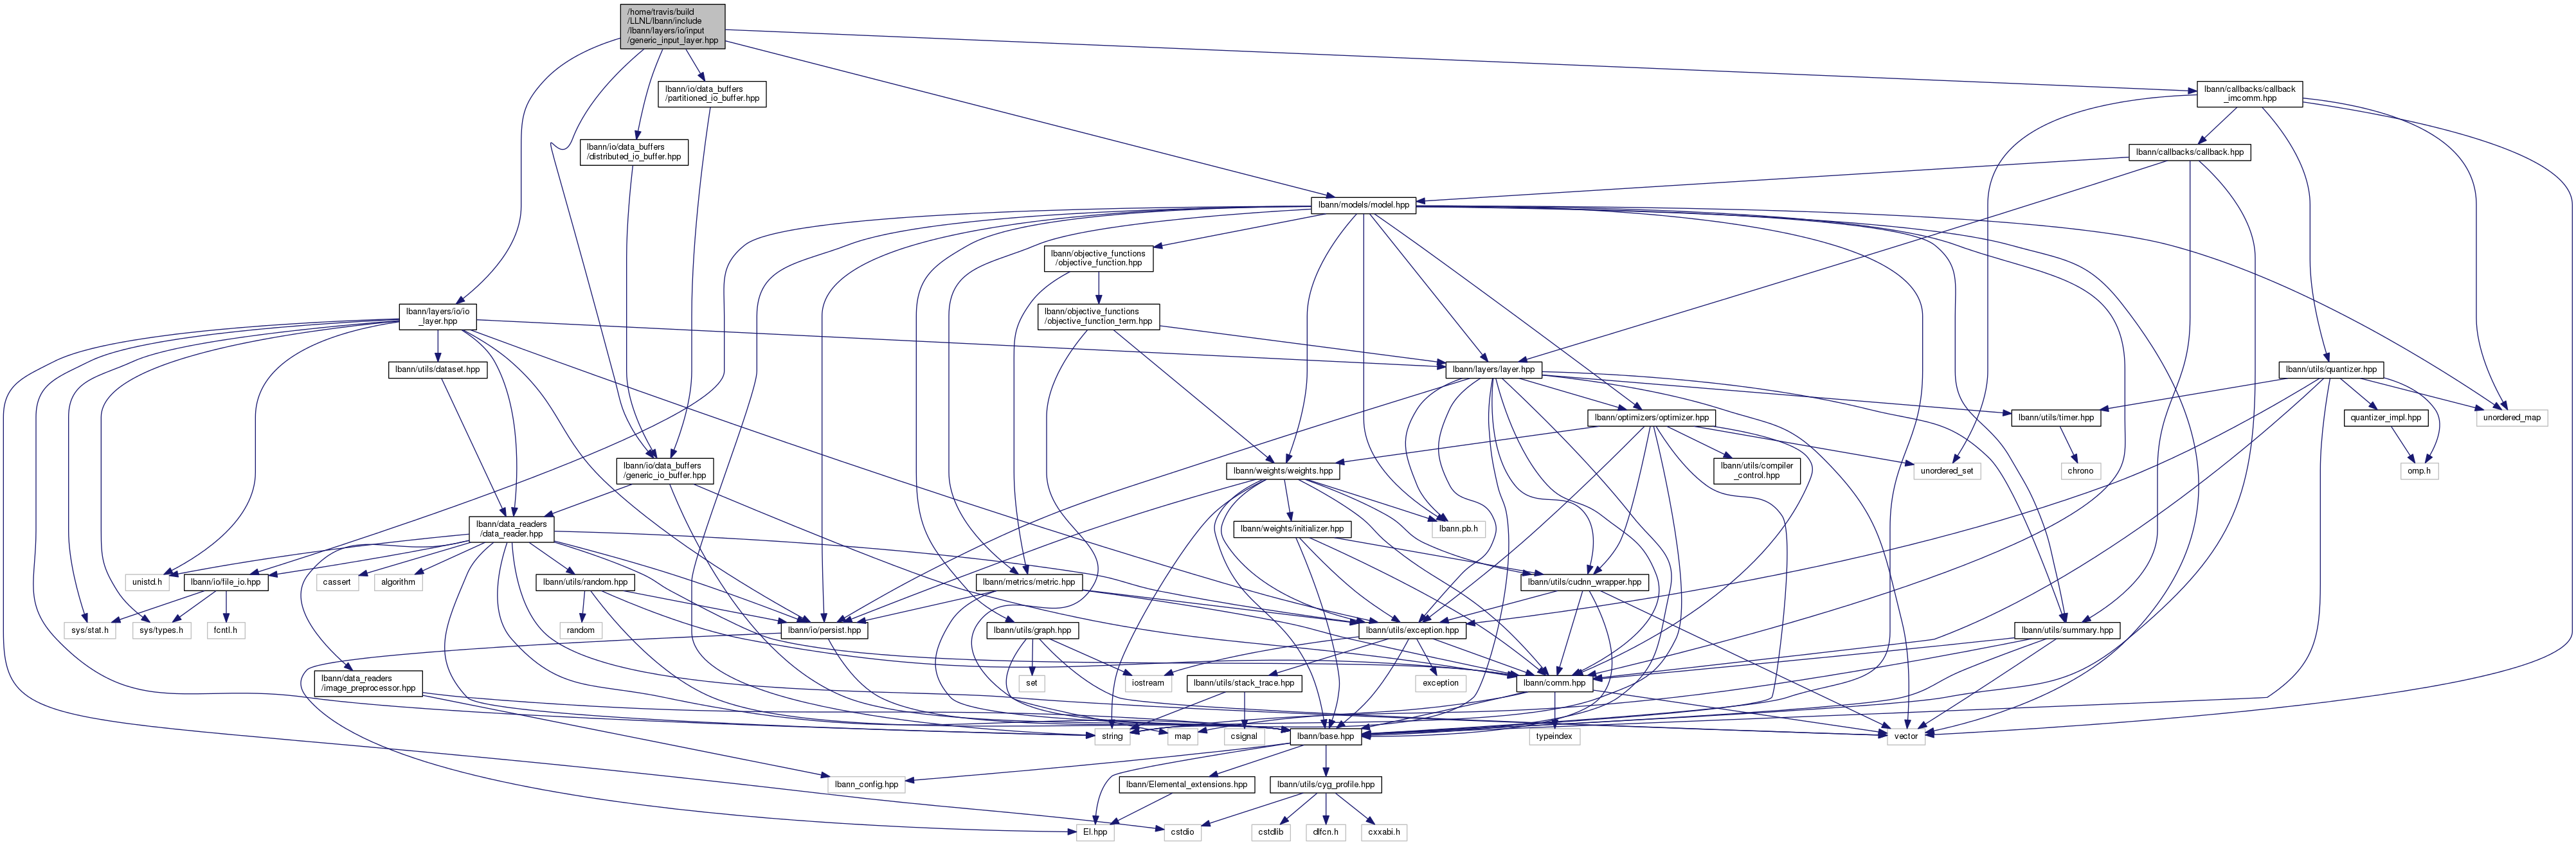 /home/travis/build
/LLNL/lbann/include
/lbann/layers/io/input
/generic_input_layer.hpp
lbann/io/data_buffers
/partitioned_io_buffer.hpp
lbann/callbacks/callback
_imcomm.hpp
lbann/io/data_buffers
/distributed_io_buffer.hpp
lbann/callbacks/callback.hpp
lbann/models/model.hpp
lbann/objective_functions
/objective_function.hpp
lbann/layers/io/io
_layer.hpp
lbann/objective_functions
/objective_function_term.hpp
lbann/utils/dataset.hpp
lbann/layers/layer.hpp
lbann/utils/quantizer.hpp
lbann/optimizers/optimizer.hpp
lbann/utils/timer.hpp
quantizer_impl.hpp
unordered_map
lbann/io/data_buffers
/generic_io_buffer.hpp
lbann/weights/weights.hpp
lbann/utils/compiler
_control.hpp
unordered_set
chrono
omp.h
lbann/data_readers
/data_reader.hpp
lbann/weights/initializer.hpp
lbann.pb.h
unistd.h
lbann/io/file_io.hpp
cassert
algorithm
lbann/utils/random.hpp
lbann/metrics/metric.hpp
lbann/utils/cudnn_wrapper.hpp
sys/stat.h
sys/types.h
fcntl.h
random
lbann/io/persist.hpp
lbann/utils/graph.hpp
lbann/utils/exception.hpp
lbann/utils/summary.hpp
lbann/data_readers
/image_preprocessor.hpp
set
iostream
lbann/utils/stack_trace.hpp
exception
lbann/comm.hpp
string
map
csignal
lbann/base.hpp
typeindex
vector
lbann_config.hpp
lbann/Elemental_extensions.hpp
lbann/utils/cyg_profile.hpp
El.hpp
cstdio
cstdlib
dlfcn.h
cxxabi.h